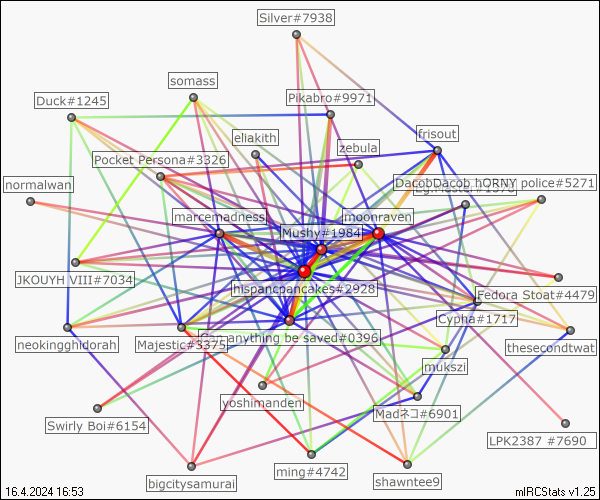 Silver#7938
somass
Duck#1245
Pikabro#9971
eliakith
frisout
zebula
Pocket Persona#3326
DacobDacob hORNY police#5271
normalwan
marcemadness
moonraven
Mushy#1984
JKOUYH VIII#7034
hispanicpancakes#2928
Fedora Stoat#4479
Cypha#1717
anything be saved#0396
neokingghidorah
Majestic#3375
thesecondtwat
mukszi
yoshimanden
Swirly Boi#6154
Madネコ#6901
LPK2387 #7690
bigcitysamurai
ming#4742
shawntee9
16.4.2024 16:53
mIRCStats v1.25